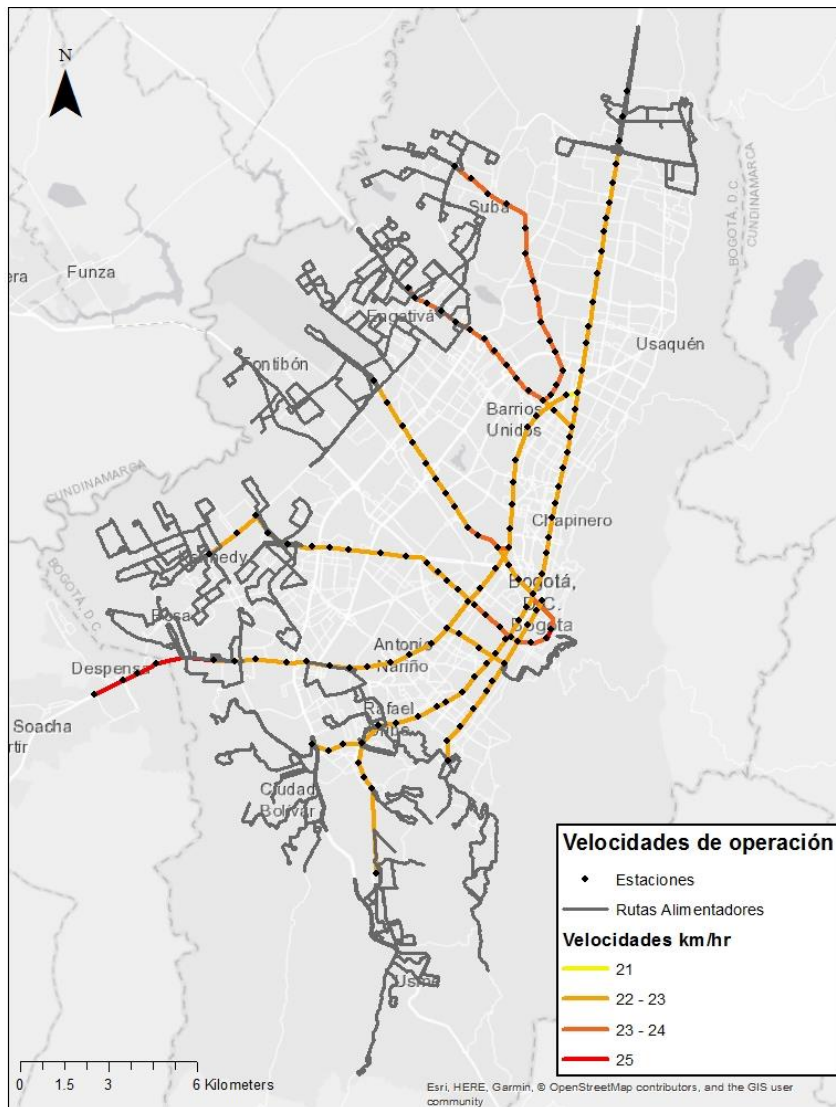 N
BOGOTÁ, D.C.
CUNDINAMARCA
Suba
Funza
era
Engativá
Usaquén
Fontibón
Barrios
Unidos
CUNDINAMARCA
BOGOTÁ, D.C.
Chapinero
Kennedy
Bogotá,
D.C.
Bogota
Bosa
Antonio
Nariño
Despensa
Soacha
Rafael
Uribe
Ciudad
Bolívar
Usme
Velocidades de operación
Estaciones
Rutas Alimentadores
Velocidades km/hr
21
22 - 23
23 - 24
25
0 1.5 3 6 Kilometers
Esri, HERE, Garmin, © OpenStreetMap contributors, and the GIS user
community